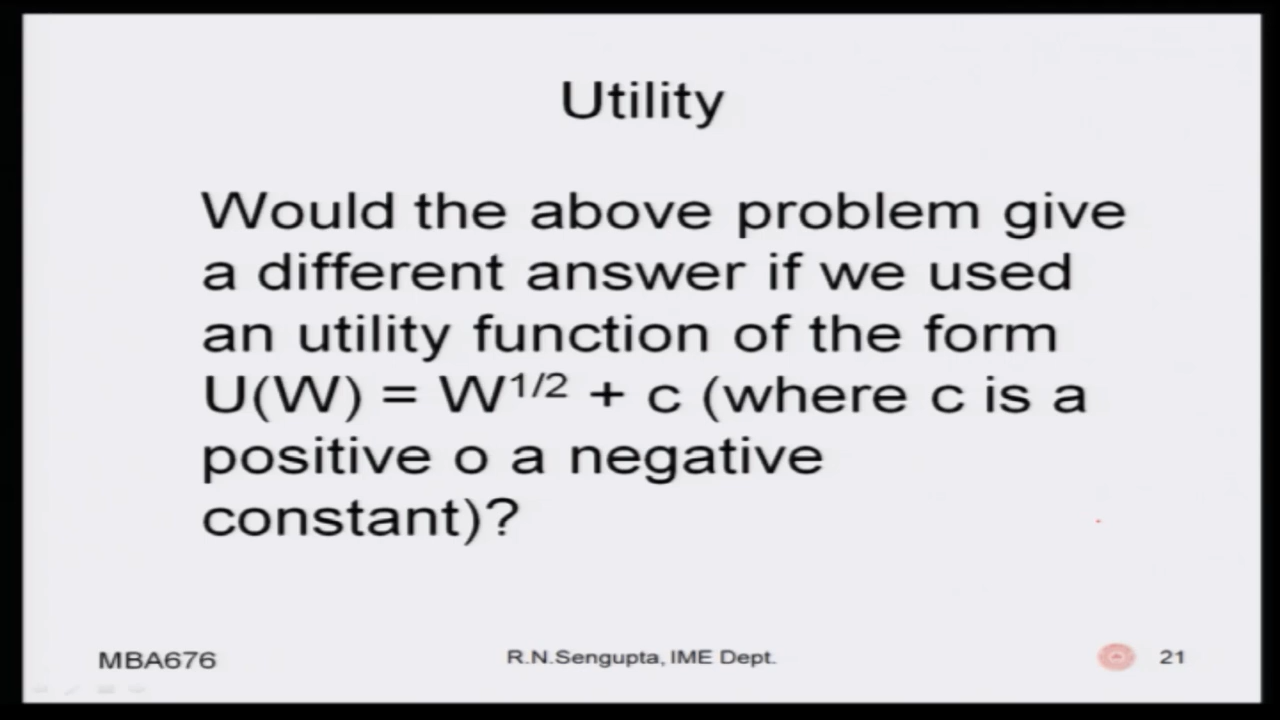 Utility
Would the above problem give
a different answer if we used
an utility function of the form
U(W) = W^1/2 + c (where c is a
positive o a negative
constant)?
MBA676
R.N.Sengupta, IME Dept.
21